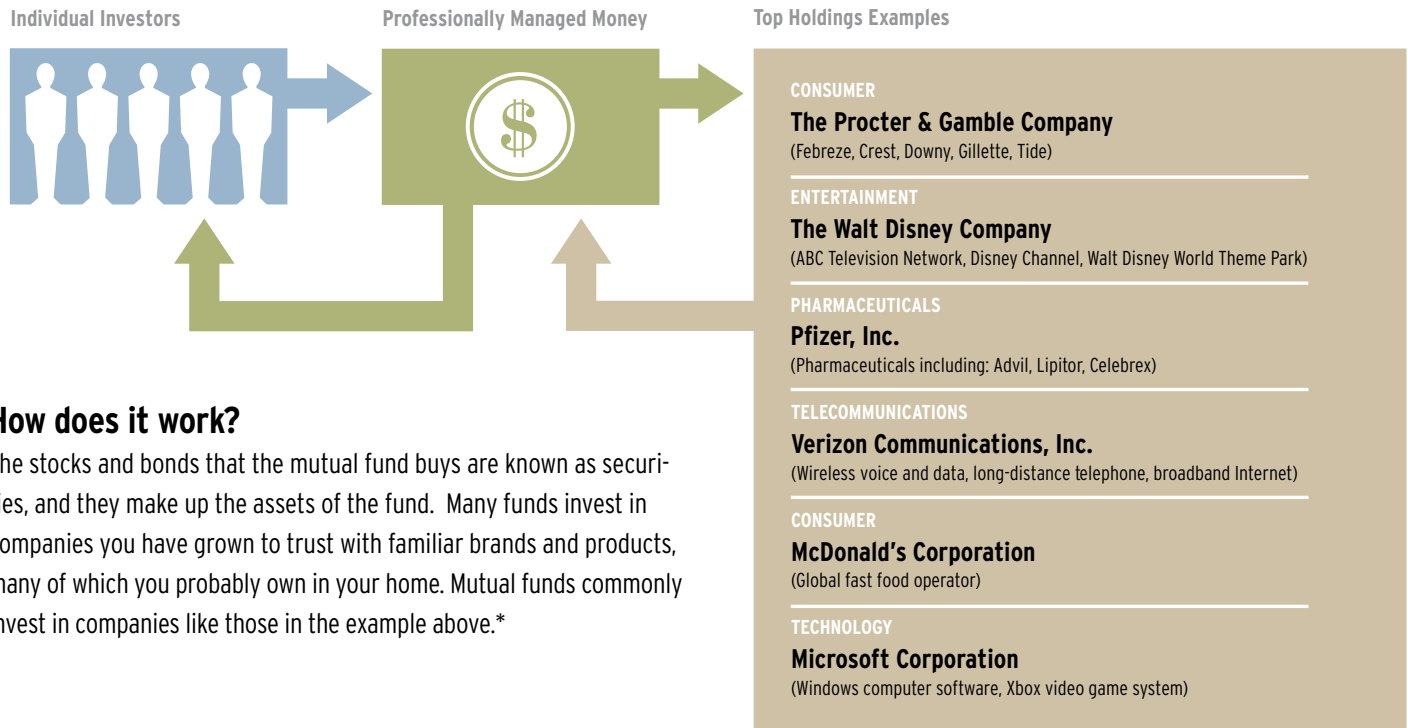 Individual Investors
Professionally Managed Money
Top Holdings Examples
$
CONSUMER
The Procter & Gamble Company
(Febreze, Crest, Downy, Gillette, Tide)
ENTERTAINMENT
The Walt Disney Company
(ABC Television Network, Disney Channel, Walt Disney World Theme Park)
PHARMACEUTICALS
Pfizer, Inc.
(Pharmaceuticals including: Advil, Lipitor, Celebrex)
TELECOMMUNICATIONS
Verizon Communications, Inc.
(Wireless voice and data, long-distance telephone, broadband Internet)
CONSUMER
McDonald's Corporation
(Global fast food operator)
TECHNOLOGY
Microsoft Corporation
(Windows computer software, Xbox video game system)
How does it work?
he stocks and bonds that the mutual fund buys are known as securi-
ies, and they make up the assets of the fund. Many funds invest in
ompanies you have grown to trust with familiar brands and products,
many of which you probably own in your home. Mutual funds commonly
nvest in companies like those in the example above.*